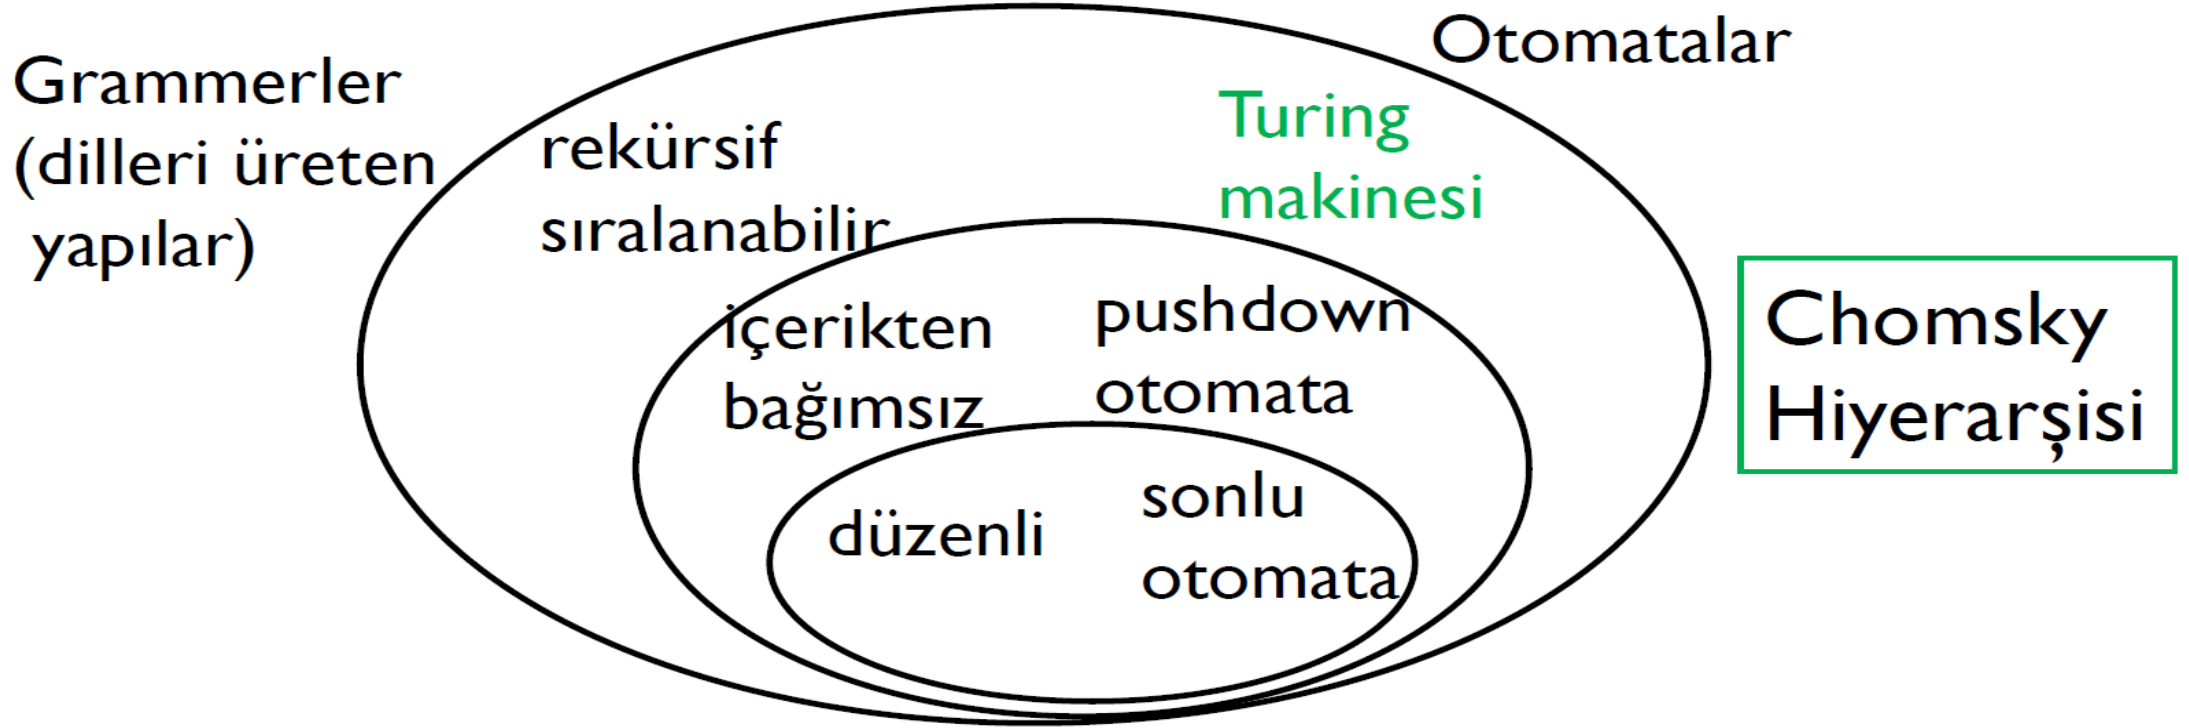 Grammerler
(dilleri üreten
yapılar)
rekürsif
sıralanabilir
Turing
makinesi
Otomatalar
içerikten
bağımsız
pushdown
otomata
düzenli
sonlu
otomata
Chomsky
Hiyerarşisi